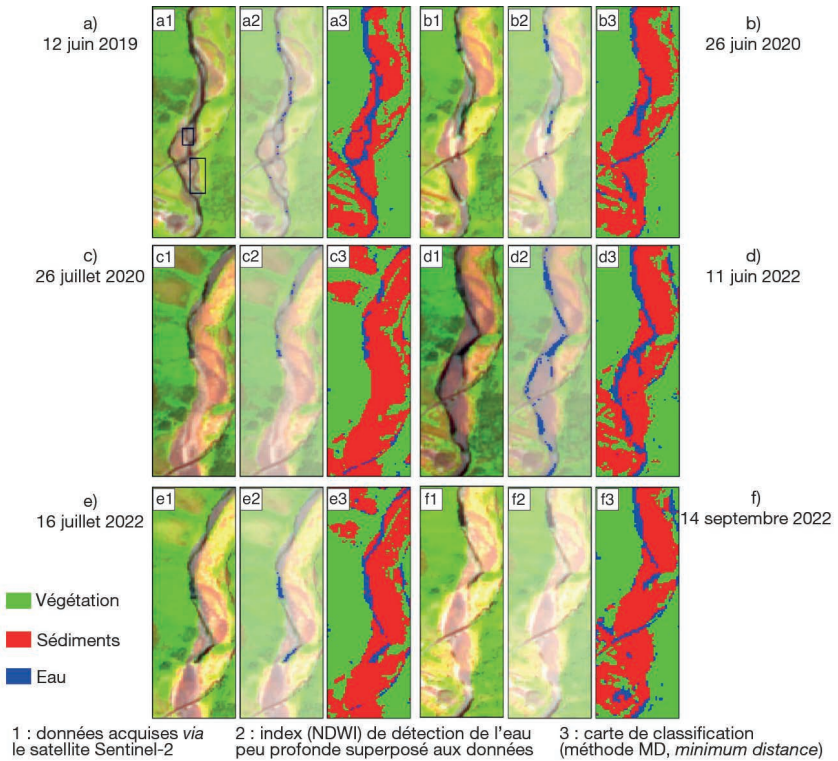 a)
12 juin 2019
a1
a2
a3
b1
b2
b3
b)
26 juin 2020
c)
26 juillet 2020
c1
c2
c3
d1
d2
d3
d)
11 juin 2022
e)
16 juillet 2022
e1
e2
e3
f1
f2
f3
f)
14 septembre 2022
Végétation
Sédiments
Eau
1 : données acquises via
le satellite Sentinel-2
2 : index (NDWI) de détection de l’eau
peu profonde superposé aux données
3 : carte de classification
(méthode MD, minimum distance)